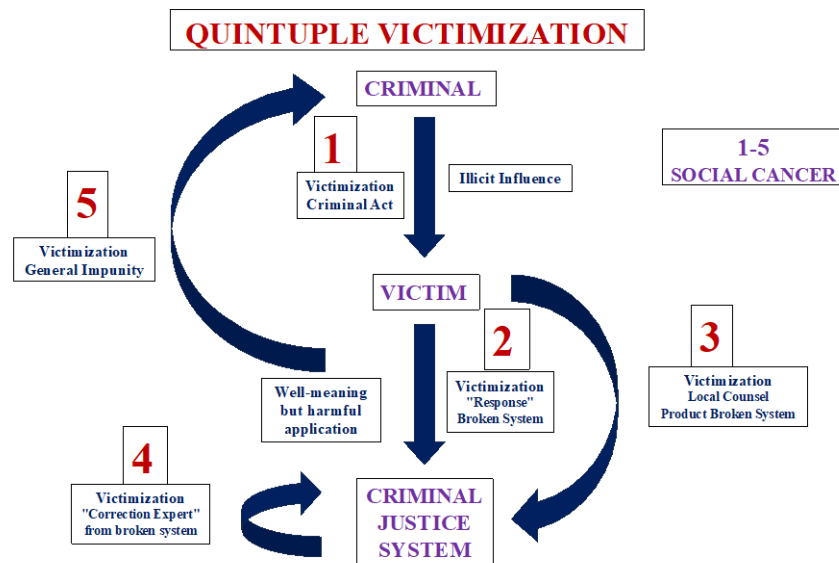 QUINTUPLE VICTIMIZATION
CRIMINAL
1
Victimization
Criminal Act
Illicit Influence
1-5
SOCIAL CANCER
5
Victimization
General Impunity
VICTIM
2
Victimization
"Response"
Broken System
3
Victimization
Local Counsel
Product Broken System
Well-meaning
but harmful
application
4
Victimization
"Correction Expert"
from broken system
CRIMINAL
JUSTICE
SYSTEM